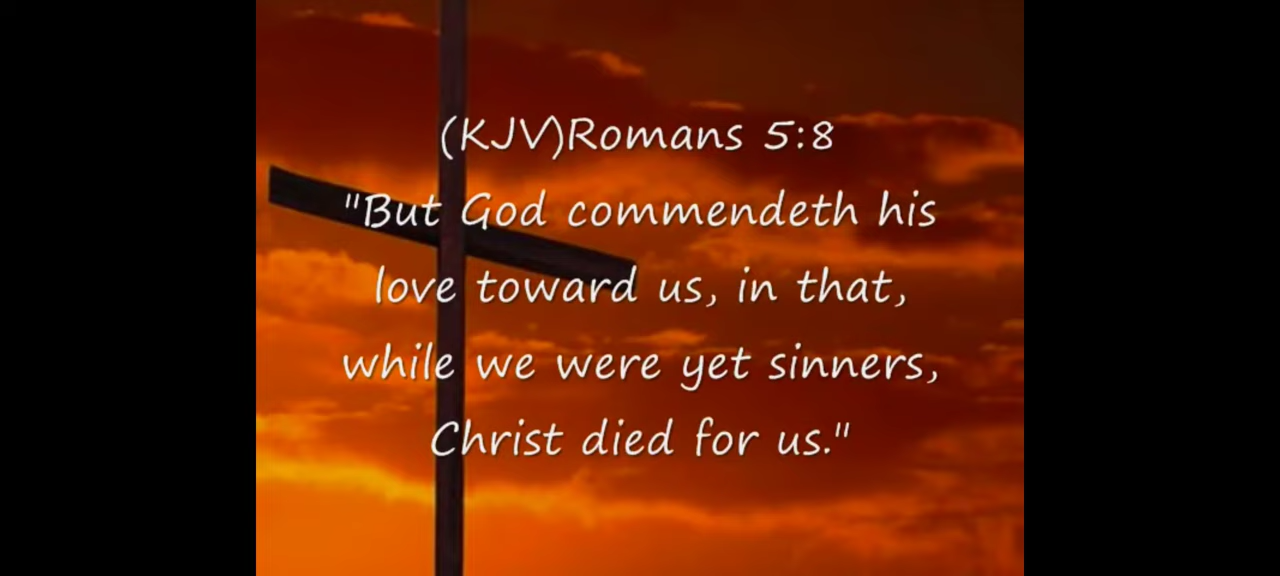 (KJV)Romans 5:8
"But God commendeth his
love toward us, in that,
while we were yet sinners,
Christ died for us."